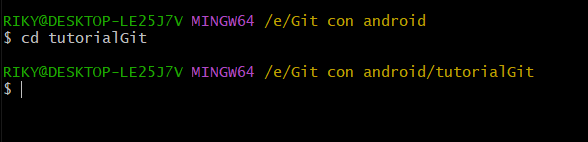 RIKY@DESKTOP-LE25J7V MINGW64 /e/Git con android
$ cd tutorialGit
RIKY@DESKTOP-LE25J7V MINGW64 /e/Git con android/tutorialGit
$